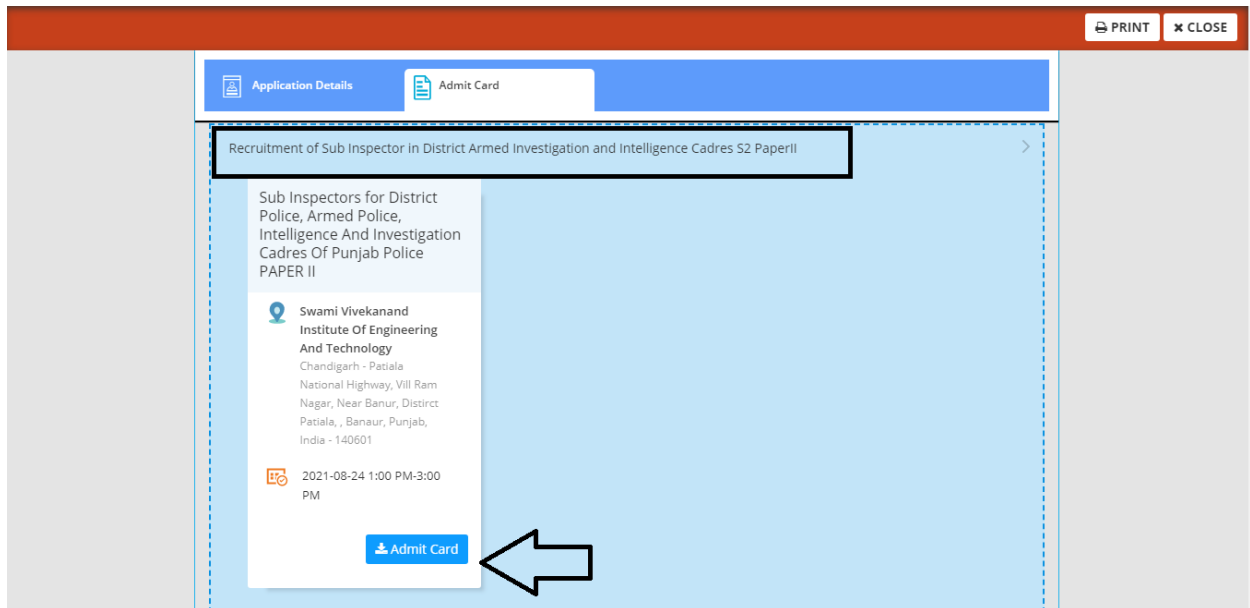 PRINT
CLOSE
Application Details
Admit Card
Recruitment of Sub Inspector in District Armed Investigation and Intelligence Cadres S2 PaperII
Sub Inspectors for District
Police, Armed Police,
Intelligence And Investigation
Cadres Of Punjab Police
PAPER II
Swami Vivekanand
Institute Of Engineering
And Technology
Chandigarh - Patiala
National Highway, Vill Ram
Nagar, Near Banur, Distirct
Patiala, , Banaur, Punjab,
India - 140601
2021-08-24 1:00 PM-3:00
PM
Admit Card